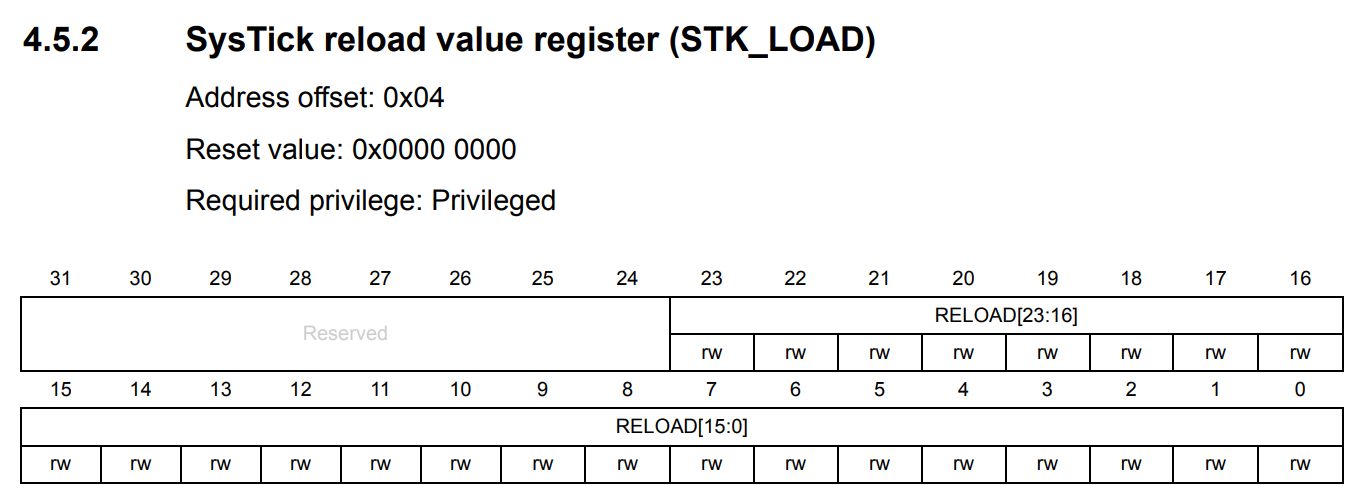 4.5.2 SysTick reload value register (STK_LOAD)
Address offset: 0x04
Reset value: 0x0000 0000
Required privilege: Privileged
31 30 29 28 27 26 25 24 23 22 21 20 19 18 17 16
Reserved
RELOAD[23:16]
rw rw rw rw rw rw rw rw
15 14 13 12 11 10 9 8 7 6 5 4 3 2 1 0
RELOAD[15:0]
rw rw rw rw rw rw rw rw rw rw rw rw rw rw rw rw